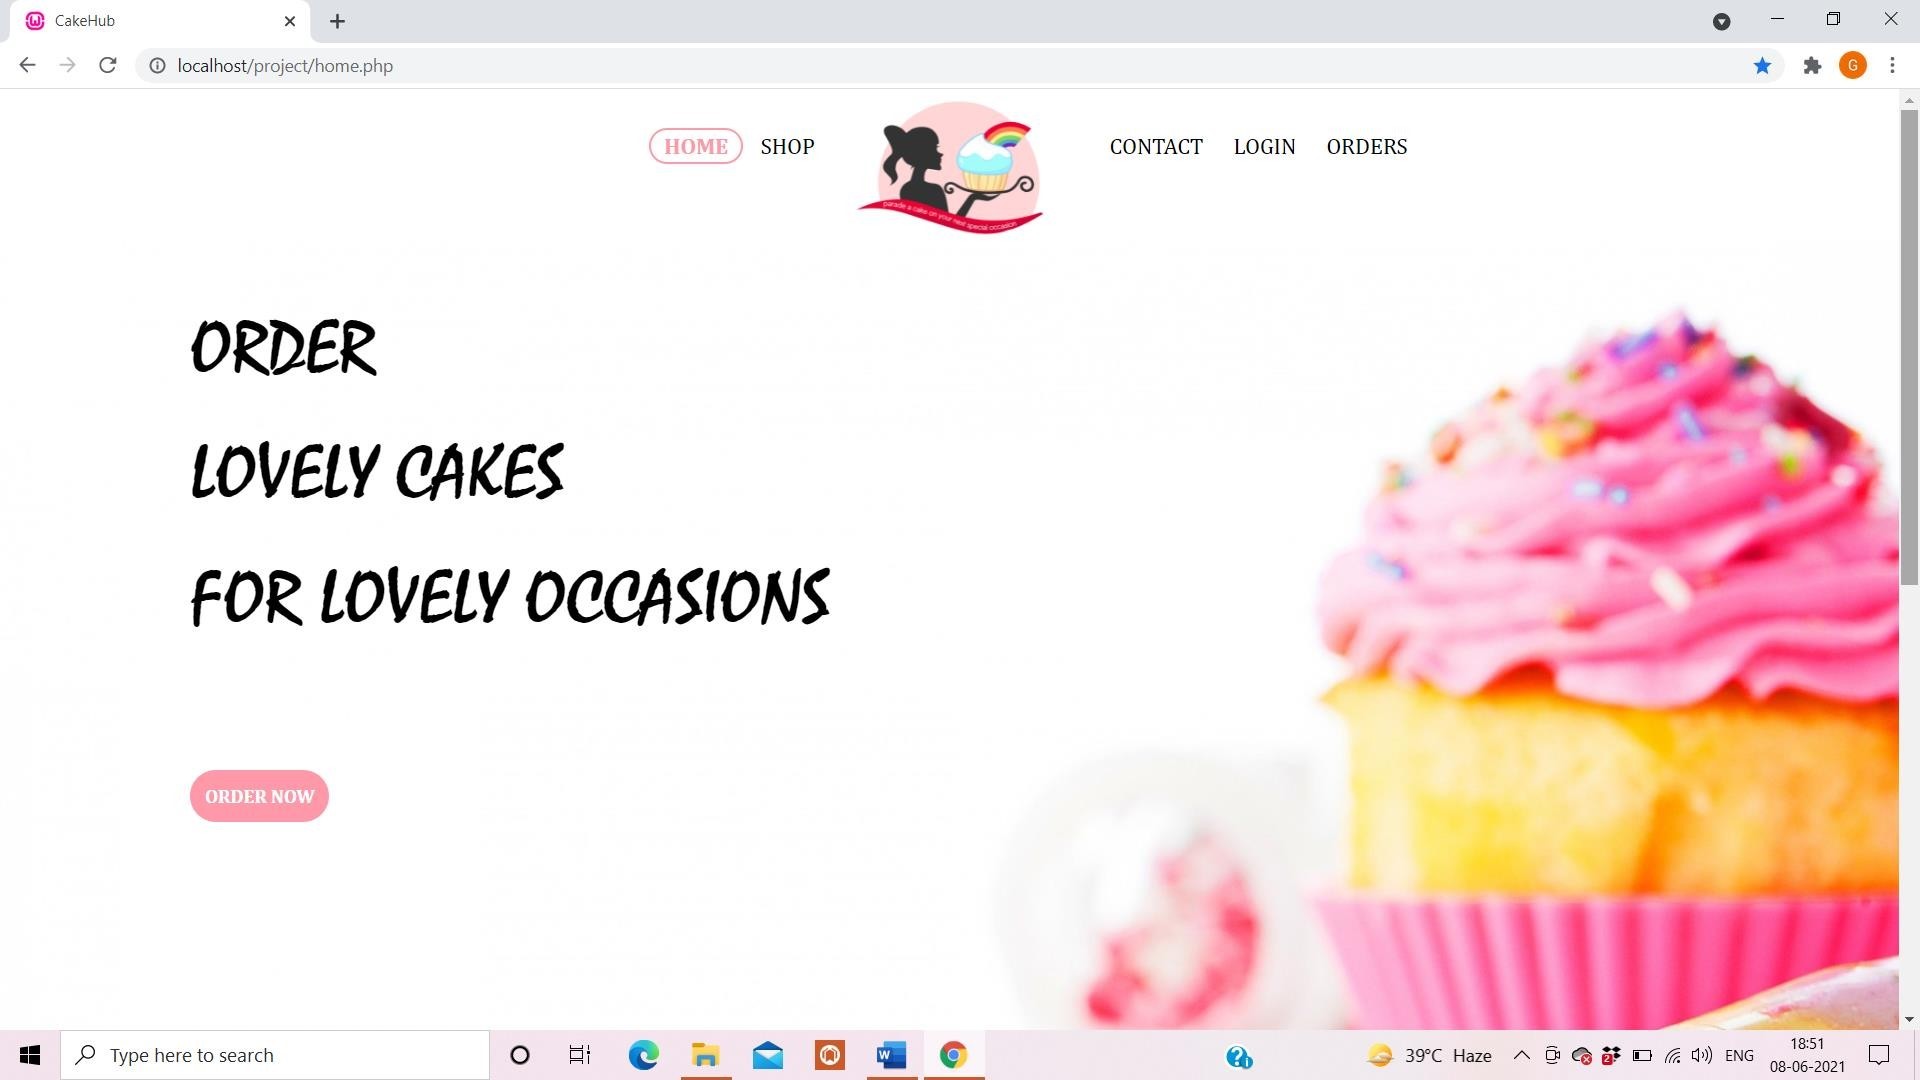 CakeHub
localhost/project/home.php
G
HOME SHOP CONTACT LOGIN ORDERS
parade a cake on your next special occasion
ORDER
LOVELY CAKES
FOR LOVELY OCCASIONS
ORDER NOW
Type here to search
39°C Haze
2
ENG
18:51
08-06-2021